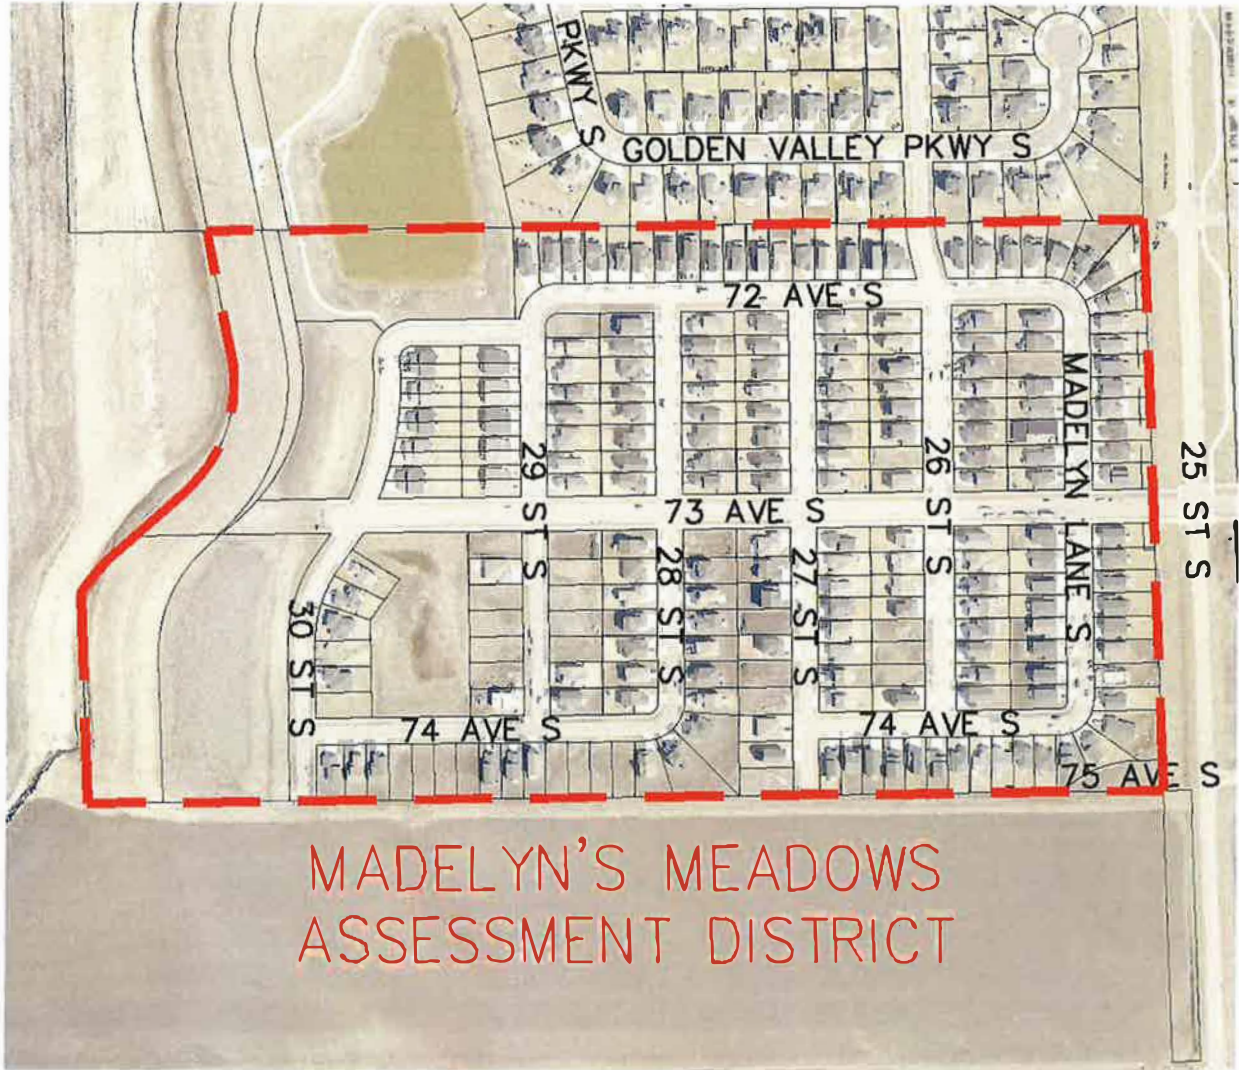 PKWY S
GOLDEN VALLEY PKWY S
72 AVE S
MADELYN LANE S
25 ST S
29 ST S
26 ST S
73 AVE S
28 ST S
27 ST S
30 ST S
74 AVE S
74 AVE S
75 AVE S
MADELYN'S MEADOWS
ASSESSMENT DISTRICT